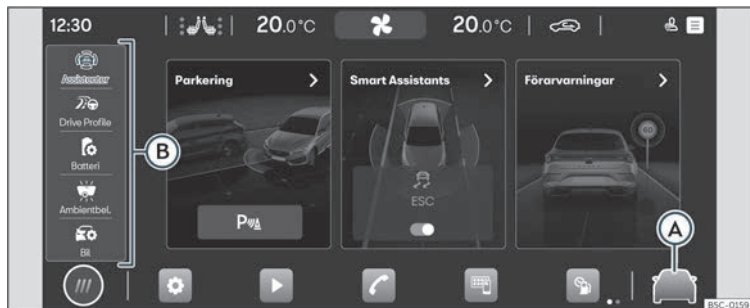 12:30 20.0°C 20.0°C
Assistenter
Drive Profile
Batteri
Ambientbel.
Bil
B
Parkering
P
Smart Assistants
ESC
Förarvarningar
60
A
BSC-0159